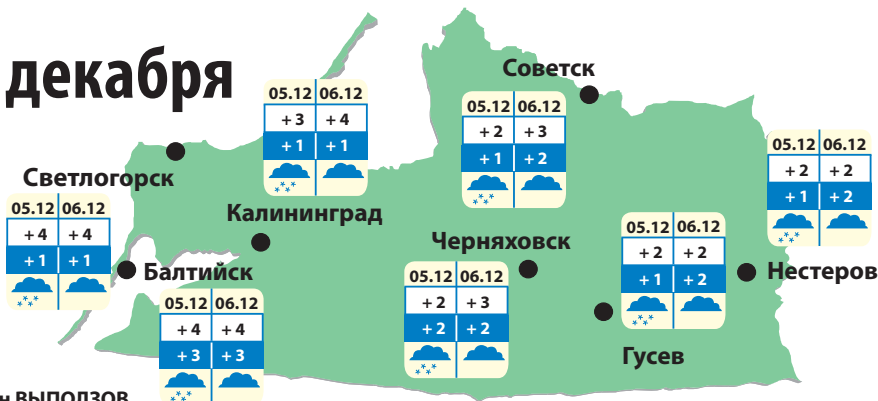 декабря
Советск
05.12 06.12
+ 3 + 4
+ 1 + 1
05.12 06.12
+ 2 + 3
+ 1 + 2
05.12 06.12
+ 2 + 2
+ 1 + 2
Светлогорск
05.12 06.12
+ 4 + 4
+ 1 + 1
Калининград
Черняховск
05.12 06.12
+ 2 + 2
+ 1 + 2
Балтийск
Нестеров
05.12 06.12
+ 4 + 4
+ 3 + 3
05.12 06.12
+ 2 + 3
+ 2 + 2
Гусев
н ВЫПОЛЗОВ